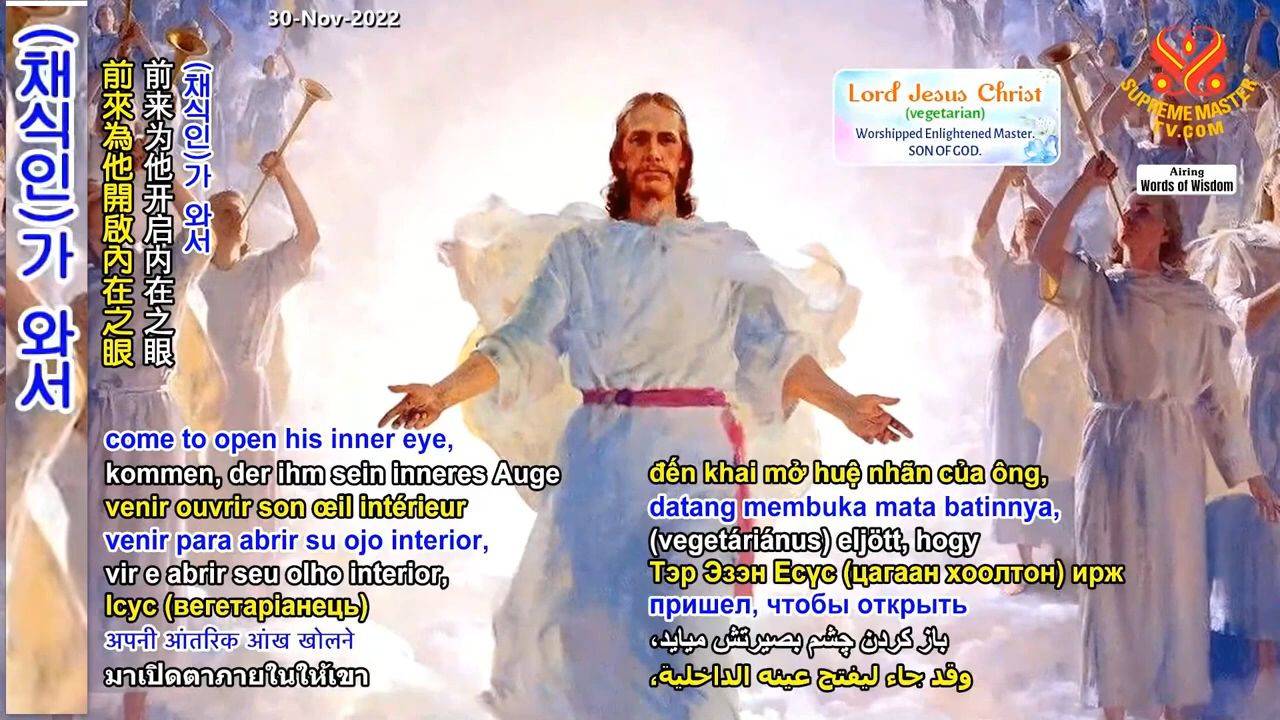 30-Nov-2022
(채식인)가 와서
前來為他開啟內在之眼
前来为他开启内在之眼
(채식인)가 와서
Lord Jesus Christ
(vegetarian)
Worshipped Enlightened Master.
SON OF GOD.
SUPREME MASTER
TV.COM
Airing
Words of Wisdom
come to open his inner eye,
kommen, der ihm sein inneres Auge
venir ouvrir son œil intérieur
venir para abrir su ojo interior,
vir e abrir seu olho interior,
Ісус (вегетаріанець)
अपनी आंतरिक आंख खोलने
มาเปิดตาภายในให้เขา
đến khai mở huệ nhãn của ông,
datang membuka mata batinnya,
(vegetáriánus) eljött, hogy
Тэр Эзэн Есүс (цагаан хоолтон) ирж
пришел, чтобы открыть
باز کردن چشم بصیرتش میاید،
وقد جاء ليفتح عينه الداخلية،